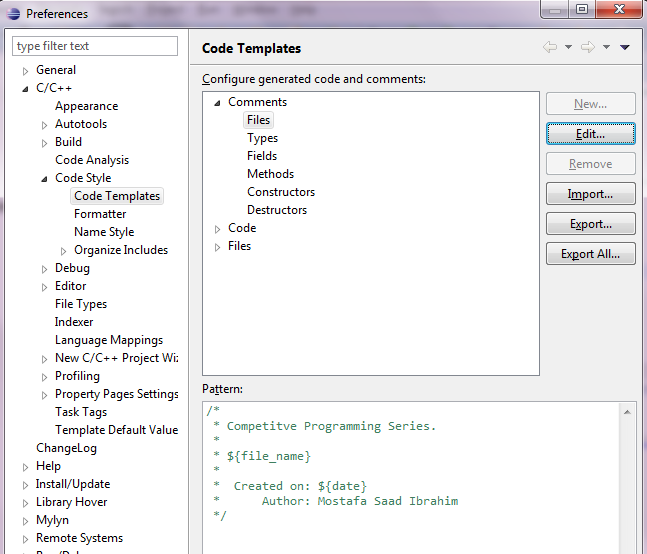 Preferences
type filter text
General
C/C++
Appearance
Autotools
Build
Code Analysis
Code Style
Code Templates
Formatter
Name Style
Organize Includes
Debug
Editor
File Types
Indexer
Language Mappings
New C/C++ Project Wiz
Profiling
Property Pages Settings
Task Tags
Template Default Value
ChangeLog
Help
Install/Update
Library Hover
Mylyn
Remote Systems
Code Templates
Configure generated code and comments:
Comments
Files
Types
Fields
Methods
Constructors
Destructors
Code
Files
New...
Edit...
Remove
Import...
Export...
Export All...
Pattern:
/*
* Competitve Programming Series.
*
* ${file_name}
*
* Created on: ${date}
* Author: Mostafa Saad Ibrahim
*/